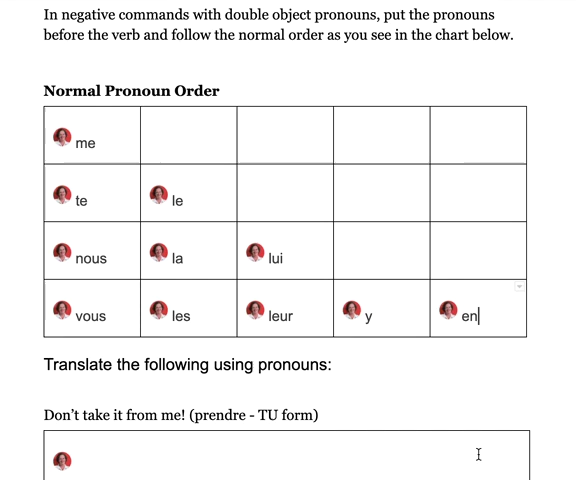 In negative commands with double object pronouns, put the pronouns
before the verb and follow the normal order as you see in the chart below.
Normal Pronoun Order
me
te le
nous la lui
vous les leur y en
Translate the following using pronouns:
Don’t take it from me! (prendre - TU form)